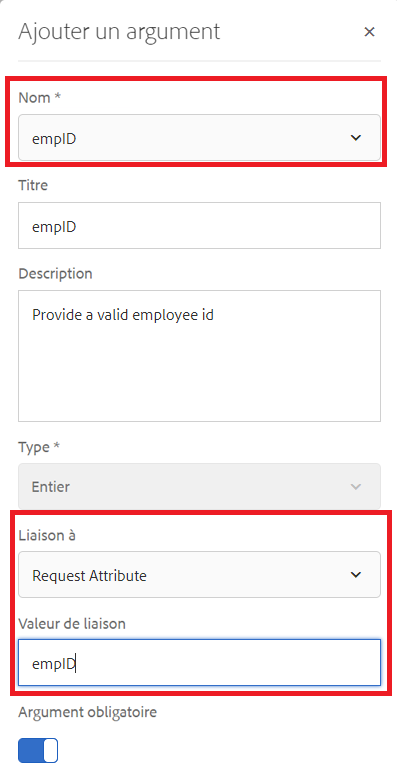 Ajouter un argument
Nom *
empID
Titre
empID
Description
Provide a valid employee id
Type *
Entier
Liaison à
Request Attribute
Valeur de liaison
empID
Argument obligatoire